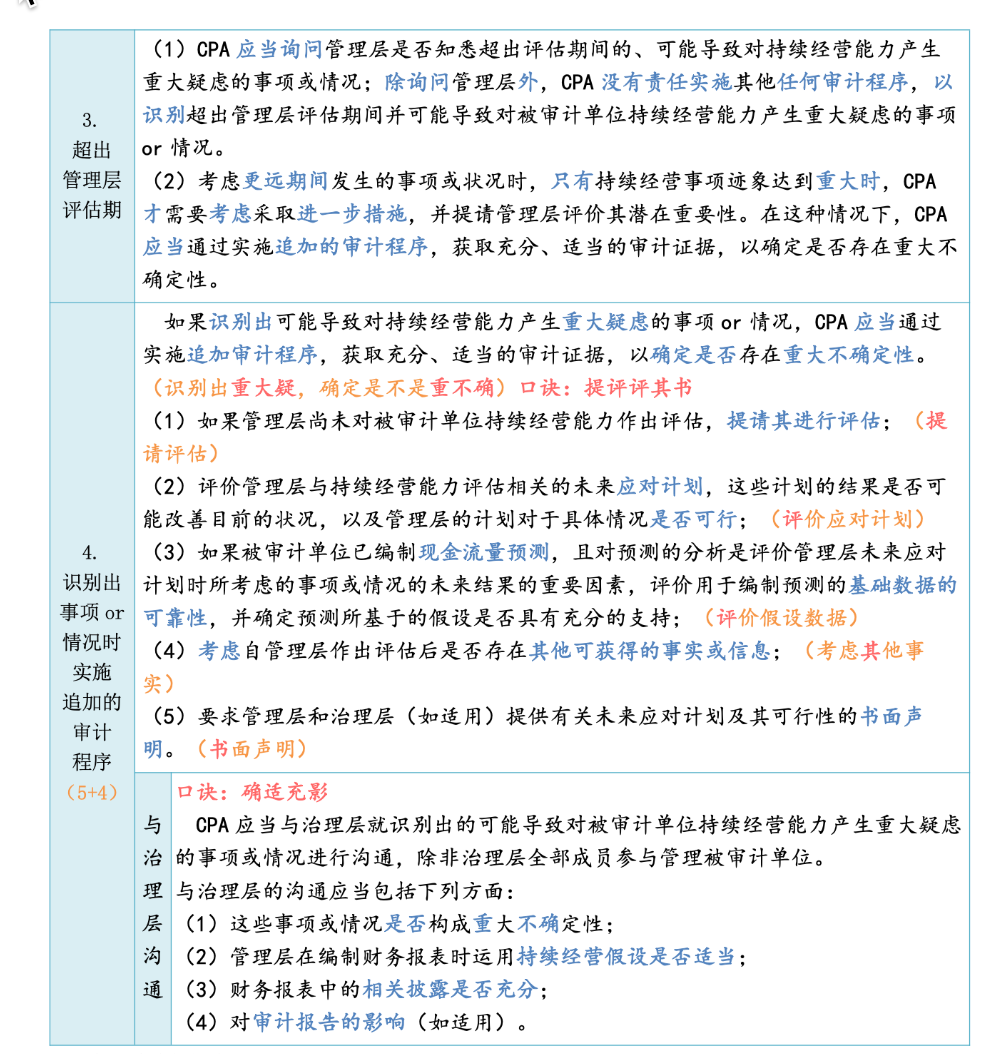 3.
超出
管理层
评估期
（1）CPA 应当询问管理层是否知悉超出评估期间的、可能导致对持续经营能力产生
重大疑虑的事项或情况；除询问管理层外，CPA 没有责任实施其他任何审计程序，以
识别超出管理层评估期间并可能导致对被审计单位持续经营能力产生重大疑虑的事项
or 情况。
（2）考虑更远期间发生的事项或状况时，只有持续经营事项迹象达到重大时，CPA
才需要考虑采取进一步措施，并提请管理层评价其潜在重要性。在这种情况下，CPA
应当通过实施追加的审计程序，获取充分、适当的审计证据，以确定是否存在重大不
确定性。
4.
识别出
事项 or
情况时
实施
追加的
审计
程序
（5+4）
如果识别出可能导致对持续经营能力产生重大疑虑的事项 or 情况，CPA 应当通过
实施追加审计程序，获取充分、适当的审计证据，以确定是否存在重大不确定性。
（识别出重大疑，确定是不是重不确）口诀：提评评其书
（1）如果管理层尚未对被审计单位持续经营能力作出评估，提请其进行评估；（提
请评估）
（2）评价管理层与持续经营能力评估相关的未来应对计划，这些计划的结果是否可
能改善目前的状况，以及管理层的计划对于具体情况是否可行；（评价应对计划）
（3）如果被审计单位已编制现金流量预测，且对预测的分析是评价管理层未来应对
计划时所考虑的事项或情况的未来结果的重要因素，评价用于编制预测的基础数据的
可靠性，并确定预测所基于的假设是否具有充分的支持；（评价假设数据）
（4）考虑自管理层作出评估后是否存在其他可获得的事实或信息；（考虑其他事
实）
（5）要求管理层和治理层（如适用）提供有关未来应对计划及其可行性的书面声
明。（书面声明）
与
治
理
层
沟
通
口诀：确适充影
CPA 应当与治理层就识别出的可能导致对被审计单位持续经营能力产生重大疑虑
的事项或情况进行沟通，除非治理层全部成员参与管理被审计单位。
与治理层的沟通应当包括下列方面：
（1）这些事项或情况是否构成重大不确定性；
（2）管理层在编制财务报表时运用持续经营假设是否适当；
（3）财务报表中的相关披露是否充分；
（4）对审计报告的影响（如适用）。